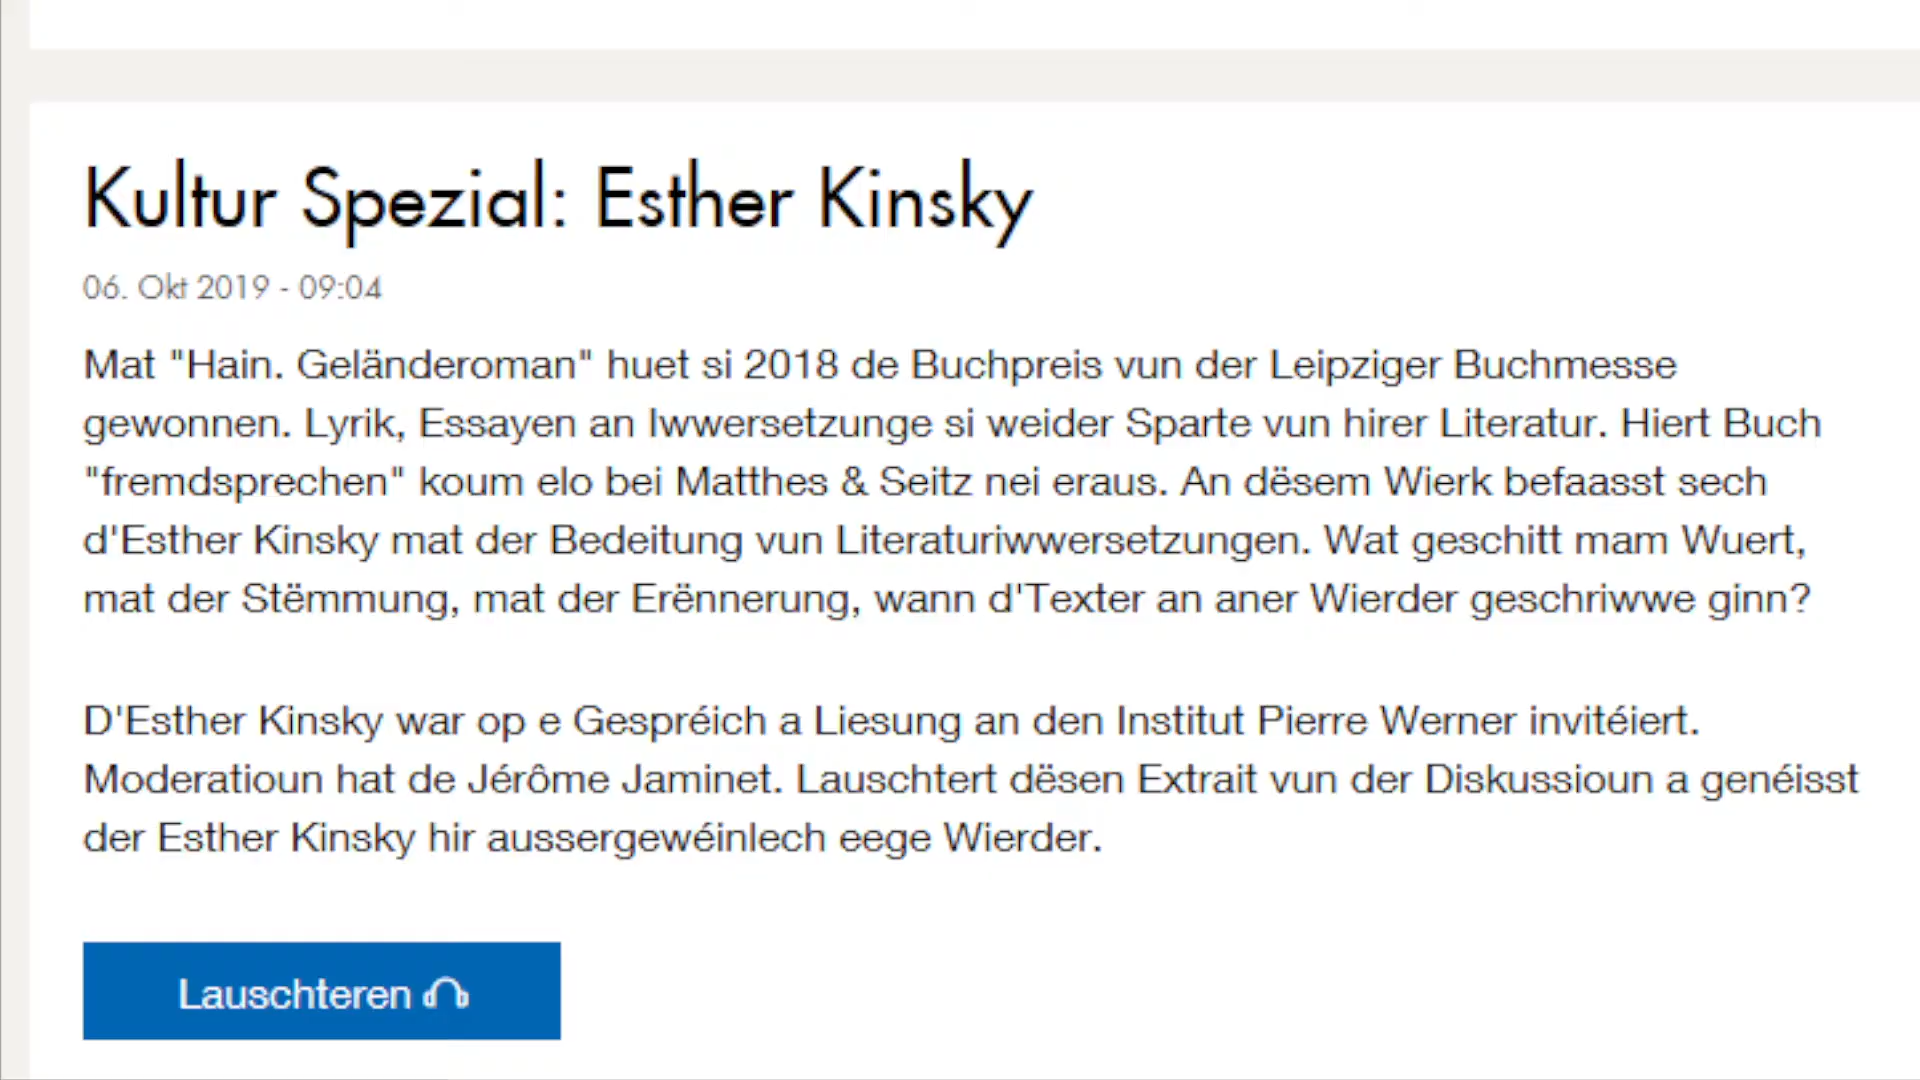 Kultur Spezial: Esther Kinsky
06. Okt 2019 - 09:04
Mat "Hain. Geländeroman" huet si 2018 de Buchpreis vun der Leipziger Buchmesse
gewonnen. Lyrik, Essayen an Iwwersetzunge si weider Sparte vun hirer Literatur. Hiert Buch
"fremdsprechen" koum elo bei Matthes & Seitz nei eraus. An dësem Wierk befaasst sech
d'Esther Kinsky mat der Bedeitung vun Literaturiwwersetzungen. Wat geschitt mam Wuert,
mat der Stëmmung, mat der Erënnerung, wann d'Texter an aner Wierder geschriwwe ginn?
D'Esther Kinsky war op e Gespréich a Liesung an den Institut Pierre Werner invitéiert.
Moderatioun hat de Jérôme Jaminet. Lauschtert dësen Extrait vun der Diskussioun a genéisst
der Esther Kinsky hir aussergewéinlech eege Wierder.
Lauschteren